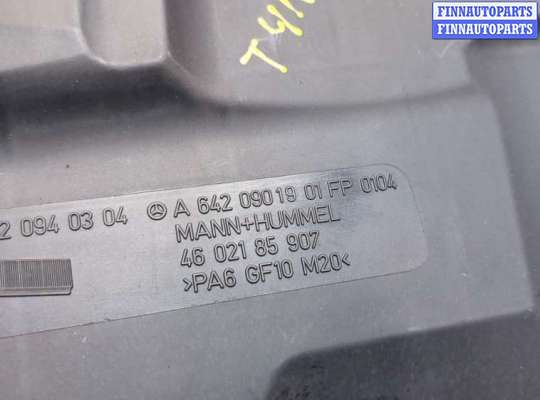 FINNAUTOPARTS
FINNAUTOPARTS
2 094 03 04 A 642 090 19 01 FP 0104
MANN+HUMMEL
46 021 85 907
>PA6 GF10 M20<